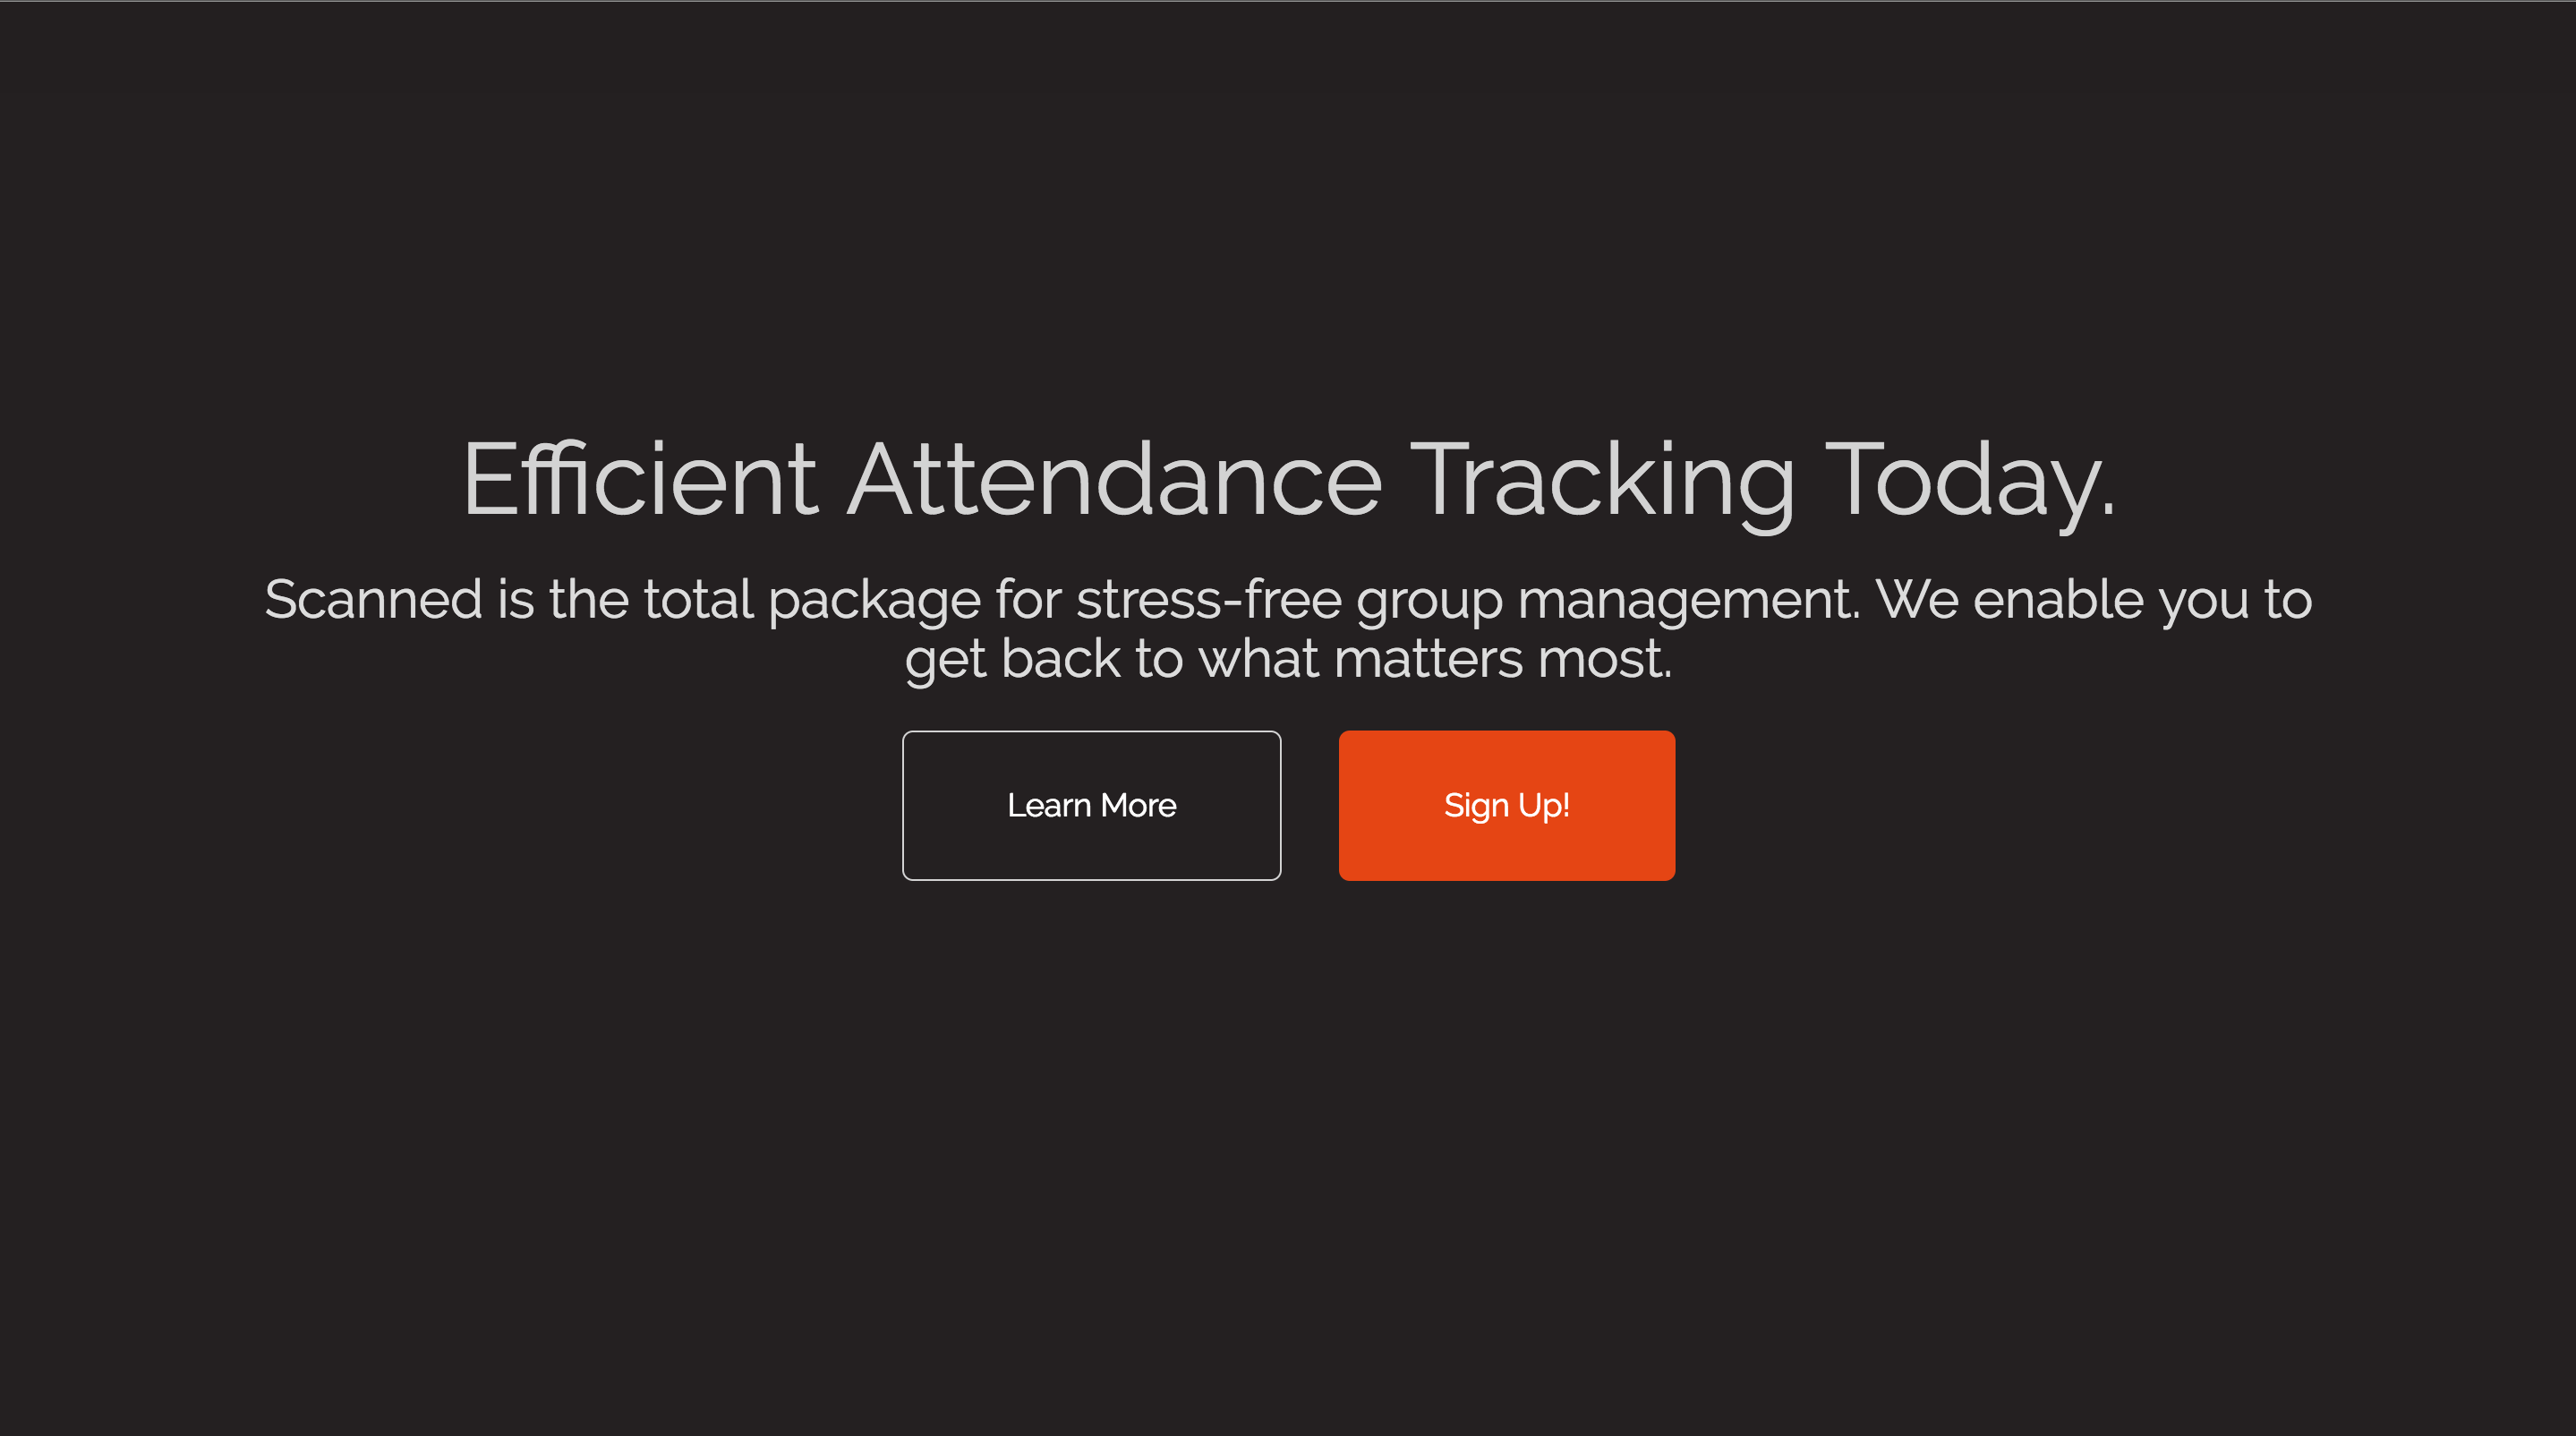 Efficient Attendance Tracking Today.
Scanned is the total package for stress-free group management. We enable you to
get back to what matters most.
Learn More
Sign Up!